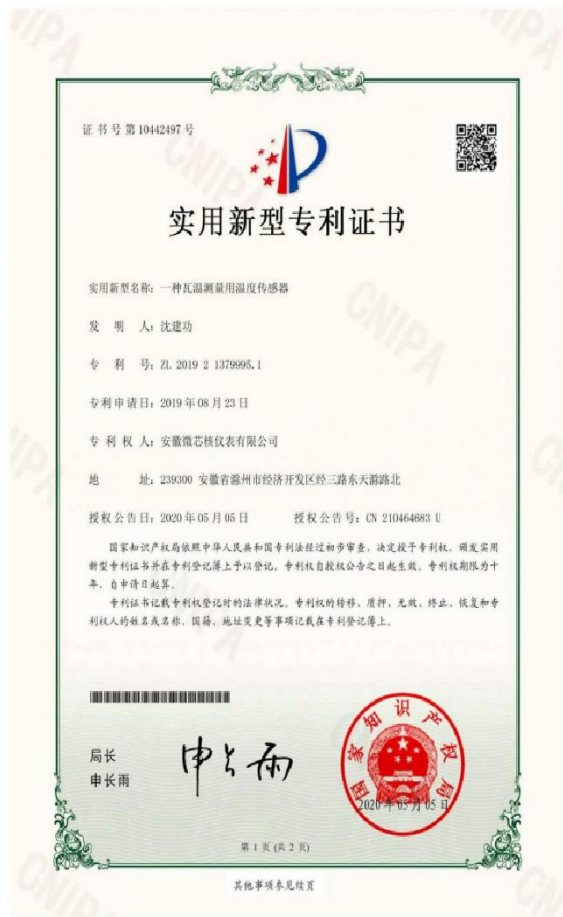 证书号第10442497号
实用新型专利证书
实用新型名称：一种瓦温测量用温度传感器
发明人：沈建功
专利号：ZL 2019 2 1379995.1
专利申请日：2019年08月23日
专利权人：安徽微芯核仪表有限公司
地址：239300 安徽省滁州市经济开发区经三路东天滁路北
授权公告日：2020年05月05日 授权公告号：CN 210464683 U
国家知识产权局依照中华人民共和国专利法经过初步审查，决定授予专利权，颁发实用
新型专利证书并在专利登记簿上予以登记。专利权自授权公告之日起生效。专利权期限为十
年，自申请日起算。
专利证书记载专利权登记时的法律状况。专利权的转移、质押、无效、终止、恢复和专
利权人的姓名或名称、国籍、地址变更等事项记载在专利登记簿上。
局长
申长雨
申长雨
国家知识产权局
2020年05月05日
第 1 页 (共 2 页)
其他事项参见续页
CNIPA